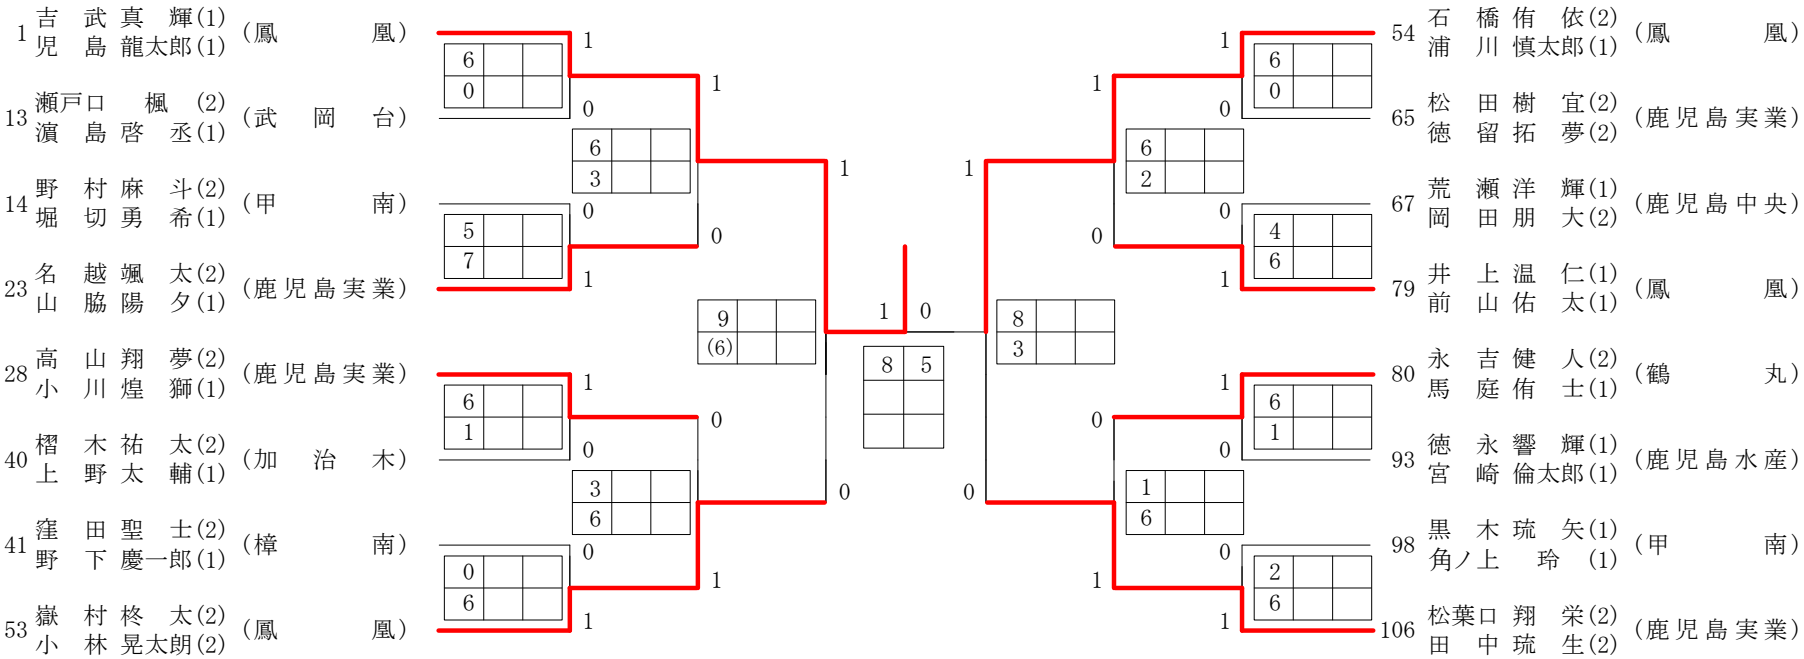 1 吉 武 真 輝(1) (鳳 凰)
児 島 龍太郎(1)
13 瀬戸口 楓 (2) (武 岡 台)
濵 島 啓 丞(1)
14 野 村 麻 斗(2) (甲 南)
堀 切 勇 希(1)
23 名 越 颯 太(2) (鹿児島実業)
山 脇 陽 夕(1)
28 高 山 翔 夢(2) (鹿児島実業)
小 川 煌 獅(1)
40 櫂 木 祐 太(2) (加 治 木)
上 野 太 輔(1)
41 窪 田 聖 士(2) (樟 南)
野 下 慶一郎(1)
53 嶽 村 柊 太(2) (鳳 凰)
小 林 晃太朗(2)
6
0
1
0
5
7
0
1
6
1
1
0
0
6
0
1
6
3
1
0
3
6
0
1
9
(6)
1
0
1 0
8 5
8
3
1
0
6
2
1
0
1
6
0
1
6
0
1
0
4
6
0
1
6
1
1
0
2
6
0
1
54 石 橋 侑 依(2) (鳳 凰)
浦 川 慎太郎(1)
65 松 田 樹 宜(2) (鹿児島実業)
徳 留 拓 夢(2)
67 荒 瀬 洋 輝(1) (鹿児島中央)
岡 田 朋 大(2)
79 井 上 温 仁(1) (鳳 凰)
前 山 佑 太(1)
80 永 吉 健 人(2) (鶴 丸)
馬 庭 侑 士(1)
93 徳 永 響 輝(1) (鹿児島水産)
宮 崎 倫太郎(1)
98 黒 木 琉 矢(1) (甲 南)
角ノ上 玲 (1)
106 松葉口 翔 栄(2) (鹿児島実業)
田 中 琉 生(2)